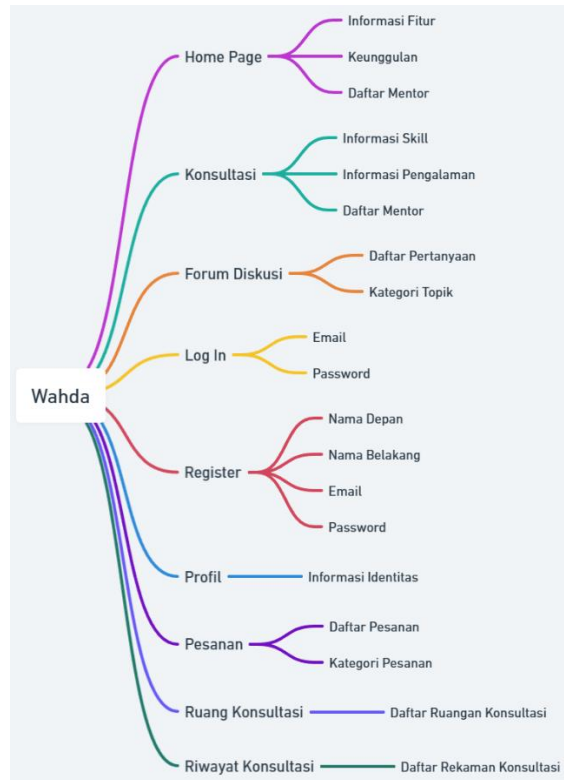 Wahda
Home Page
Informasi Fitur
Keunggulan
Daftar Mentor
Konsultasi
Informasi Skill
Informasi Pengalaman
Daftar Mentor
Forum Diskusi
Daftar Pertanyaan
Kategori Topik
Log In
Email
Password
Register
Nama Depan
Nama Belakang
Email
Password
Profil
Informasi Identitas
Pesanan
Daftar Pesanan
Kategori Pesanan
Ruang Konsultasi
Daftar Ruangan Konsultasi
Riwayat Konsultasi
Daftar Rekaman Konsultasi